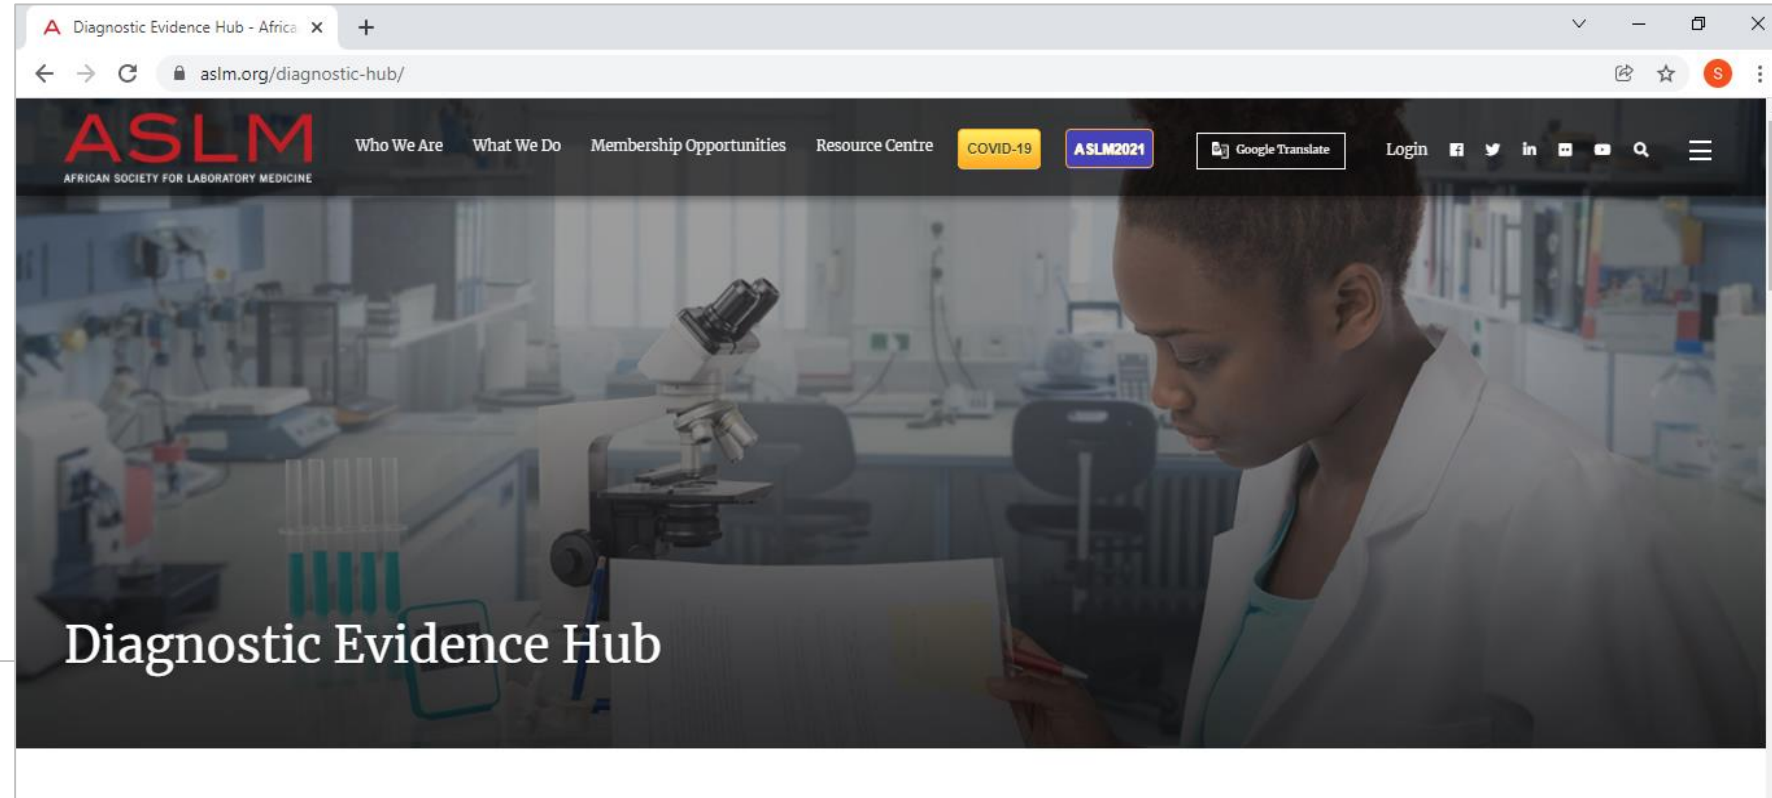 Diagnostic Evidence Hub - Africa
aslm.org/diagnostic-hub/
S
ASLM
AFRICAN SOCIETY FOR LABORATORY MEDICINE
Who We Are What We Do Membership Opportunities Resource Centre COVID-19 ASLM2021 Google Translate Login
Diagnostic Evidence Hub